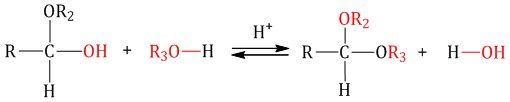 OR2 OR2
R—C—OH + R3O—H H+ R—C—OR3 + H—OH
H H